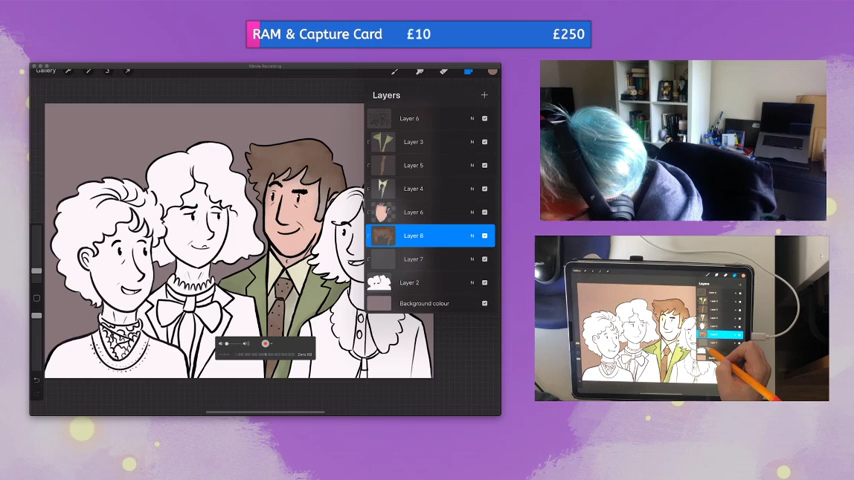 RAM & Capture Card £10 £250
Gallery
Layers
Layer 6
Layer 3
Layer 5
Layer 4
Layer 6
Layer 8
Layer 7
Layer 2
Background colour